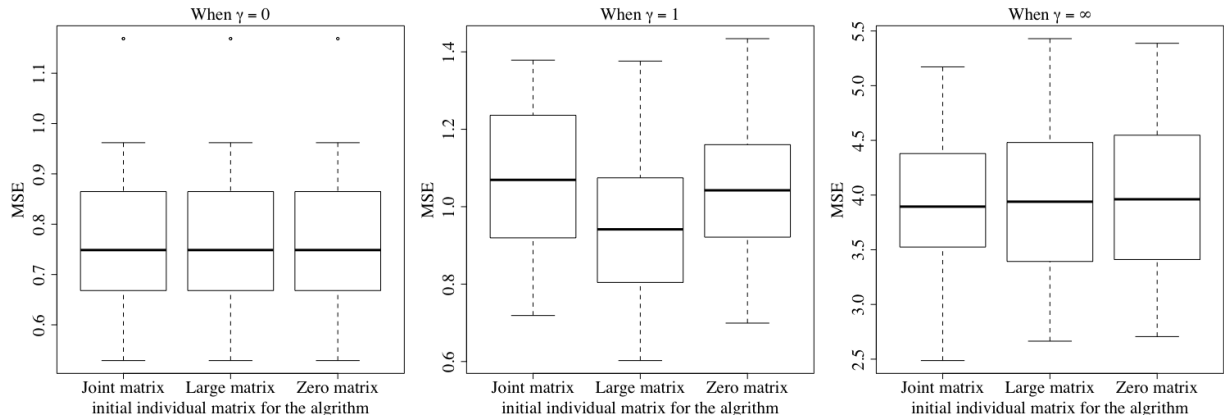 When γ = 0
MSE
0.6 0.7 0.8 0.9 1.0 1.1
Joint matrix Large matrix Zero matrix
initial individual matrix for the algrithm
When γ = 1
MSE
0.6 0.8 1.0 1.2 1.4
Joint matrix Large matrix Zero matrix
initial individual matrix for the algrithm
When γ = ∞
MSE
2.5 3.0 3.5 4.0 4.5 5.0 5.5
Joint matrix Large matrix Zero matrix
initial individual matrix for the algrithm